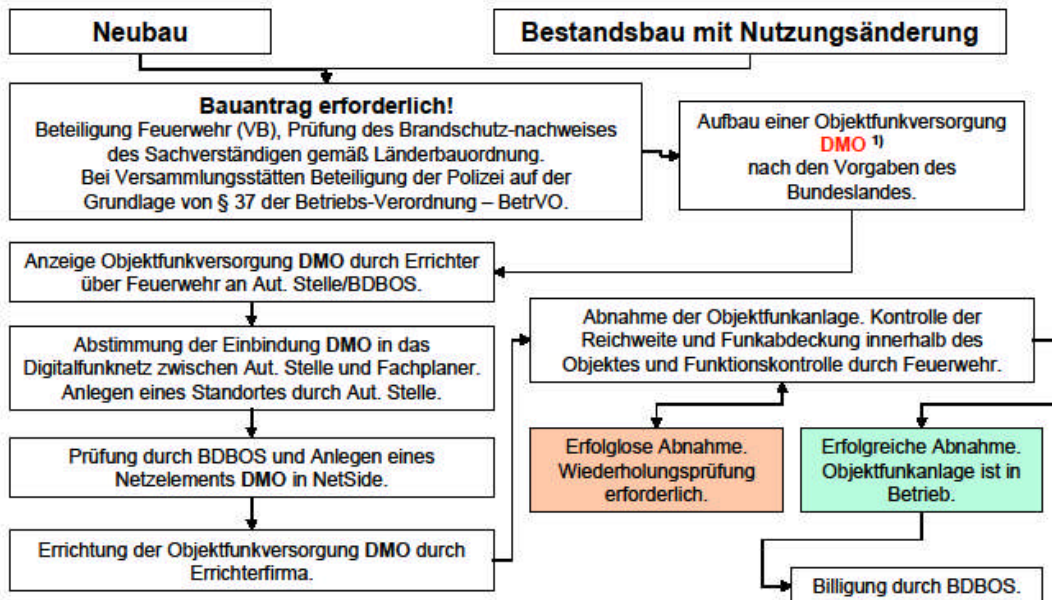 Neubau
Bestandsbau mit Nutzungsänderung
Bauantrag erforderlich!
Beteiligung Feuerwehr (VB), Prüfung des Brandschutz-nachweises
des Sachverständigen gemäß Länderbauordnung.
Bei Versammlungsstätten Beteiligung der Polizei auf der
Grundlage von § 37 der Betriebs-Verordnung – BetrVO.
Aufbau einer Objektfunkversorgung
DMO 1)
nach den Vorgaben des
Bundeslandes.
Anzeige Objektfunkversorgung DMO durch Errichter
über Feuerwehr an Aut. Stelle/BDBOS.
Abstimmung der Einbindung DMO in das
Digitalfunknetz zwischen Aut. Stelle und Fachplaner.
Anlegen eines Standortes durch Aut. Stelle.
Prüfung durch BDBOS und Anlegen eines
Netzelements DMO in NetSide.
Errichtung der Objektfunkversorgung DMO durch
Errichterfirma.
Abnahme der Objektfunkanlage. Kontrolle der
Reichweite und Funkabdeckung innerhalb des
Objektes und Funktionskontrolle durch Feuerwehr.
Erfolglose Abnahme.
Wiederholungsprüfung
erforderlich.
Erfolgreiche Abnahme.
Objektfunkanlage ist in
Betrieb.
Billigung durch BDBOS.